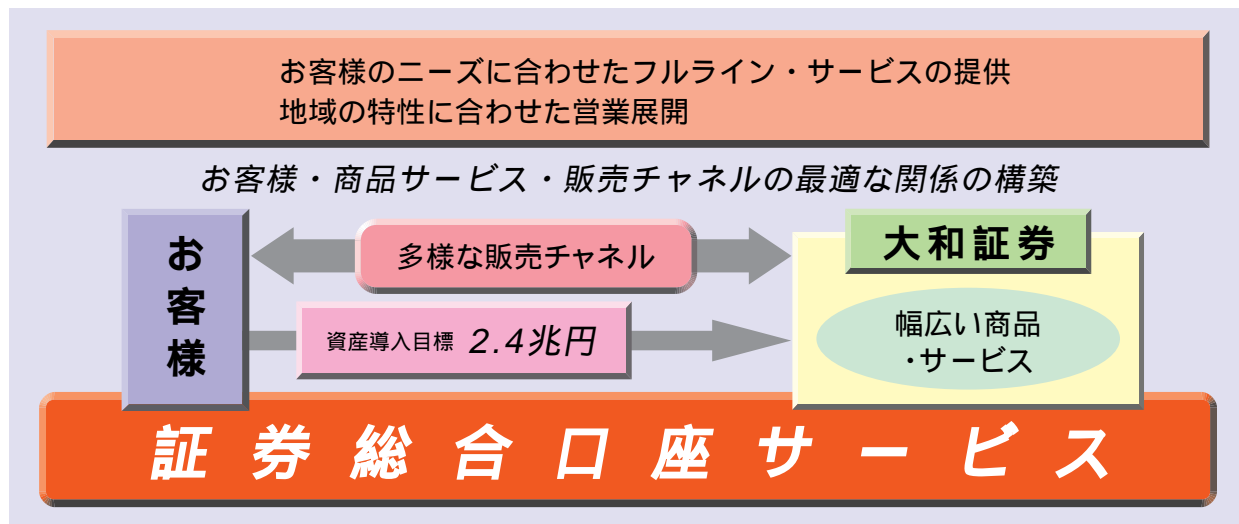 お客様のニーズに合わせたフルライン・サービスの提供
地域の特性に合わせた営業展開
お客様・商品サービス・販売チャネルの最適な関係の構築
お客様
多様な販売チャネル
大和証券
資産導入目標 2.4兆円
幅広い商品
・サービス
証券総合口座サービス